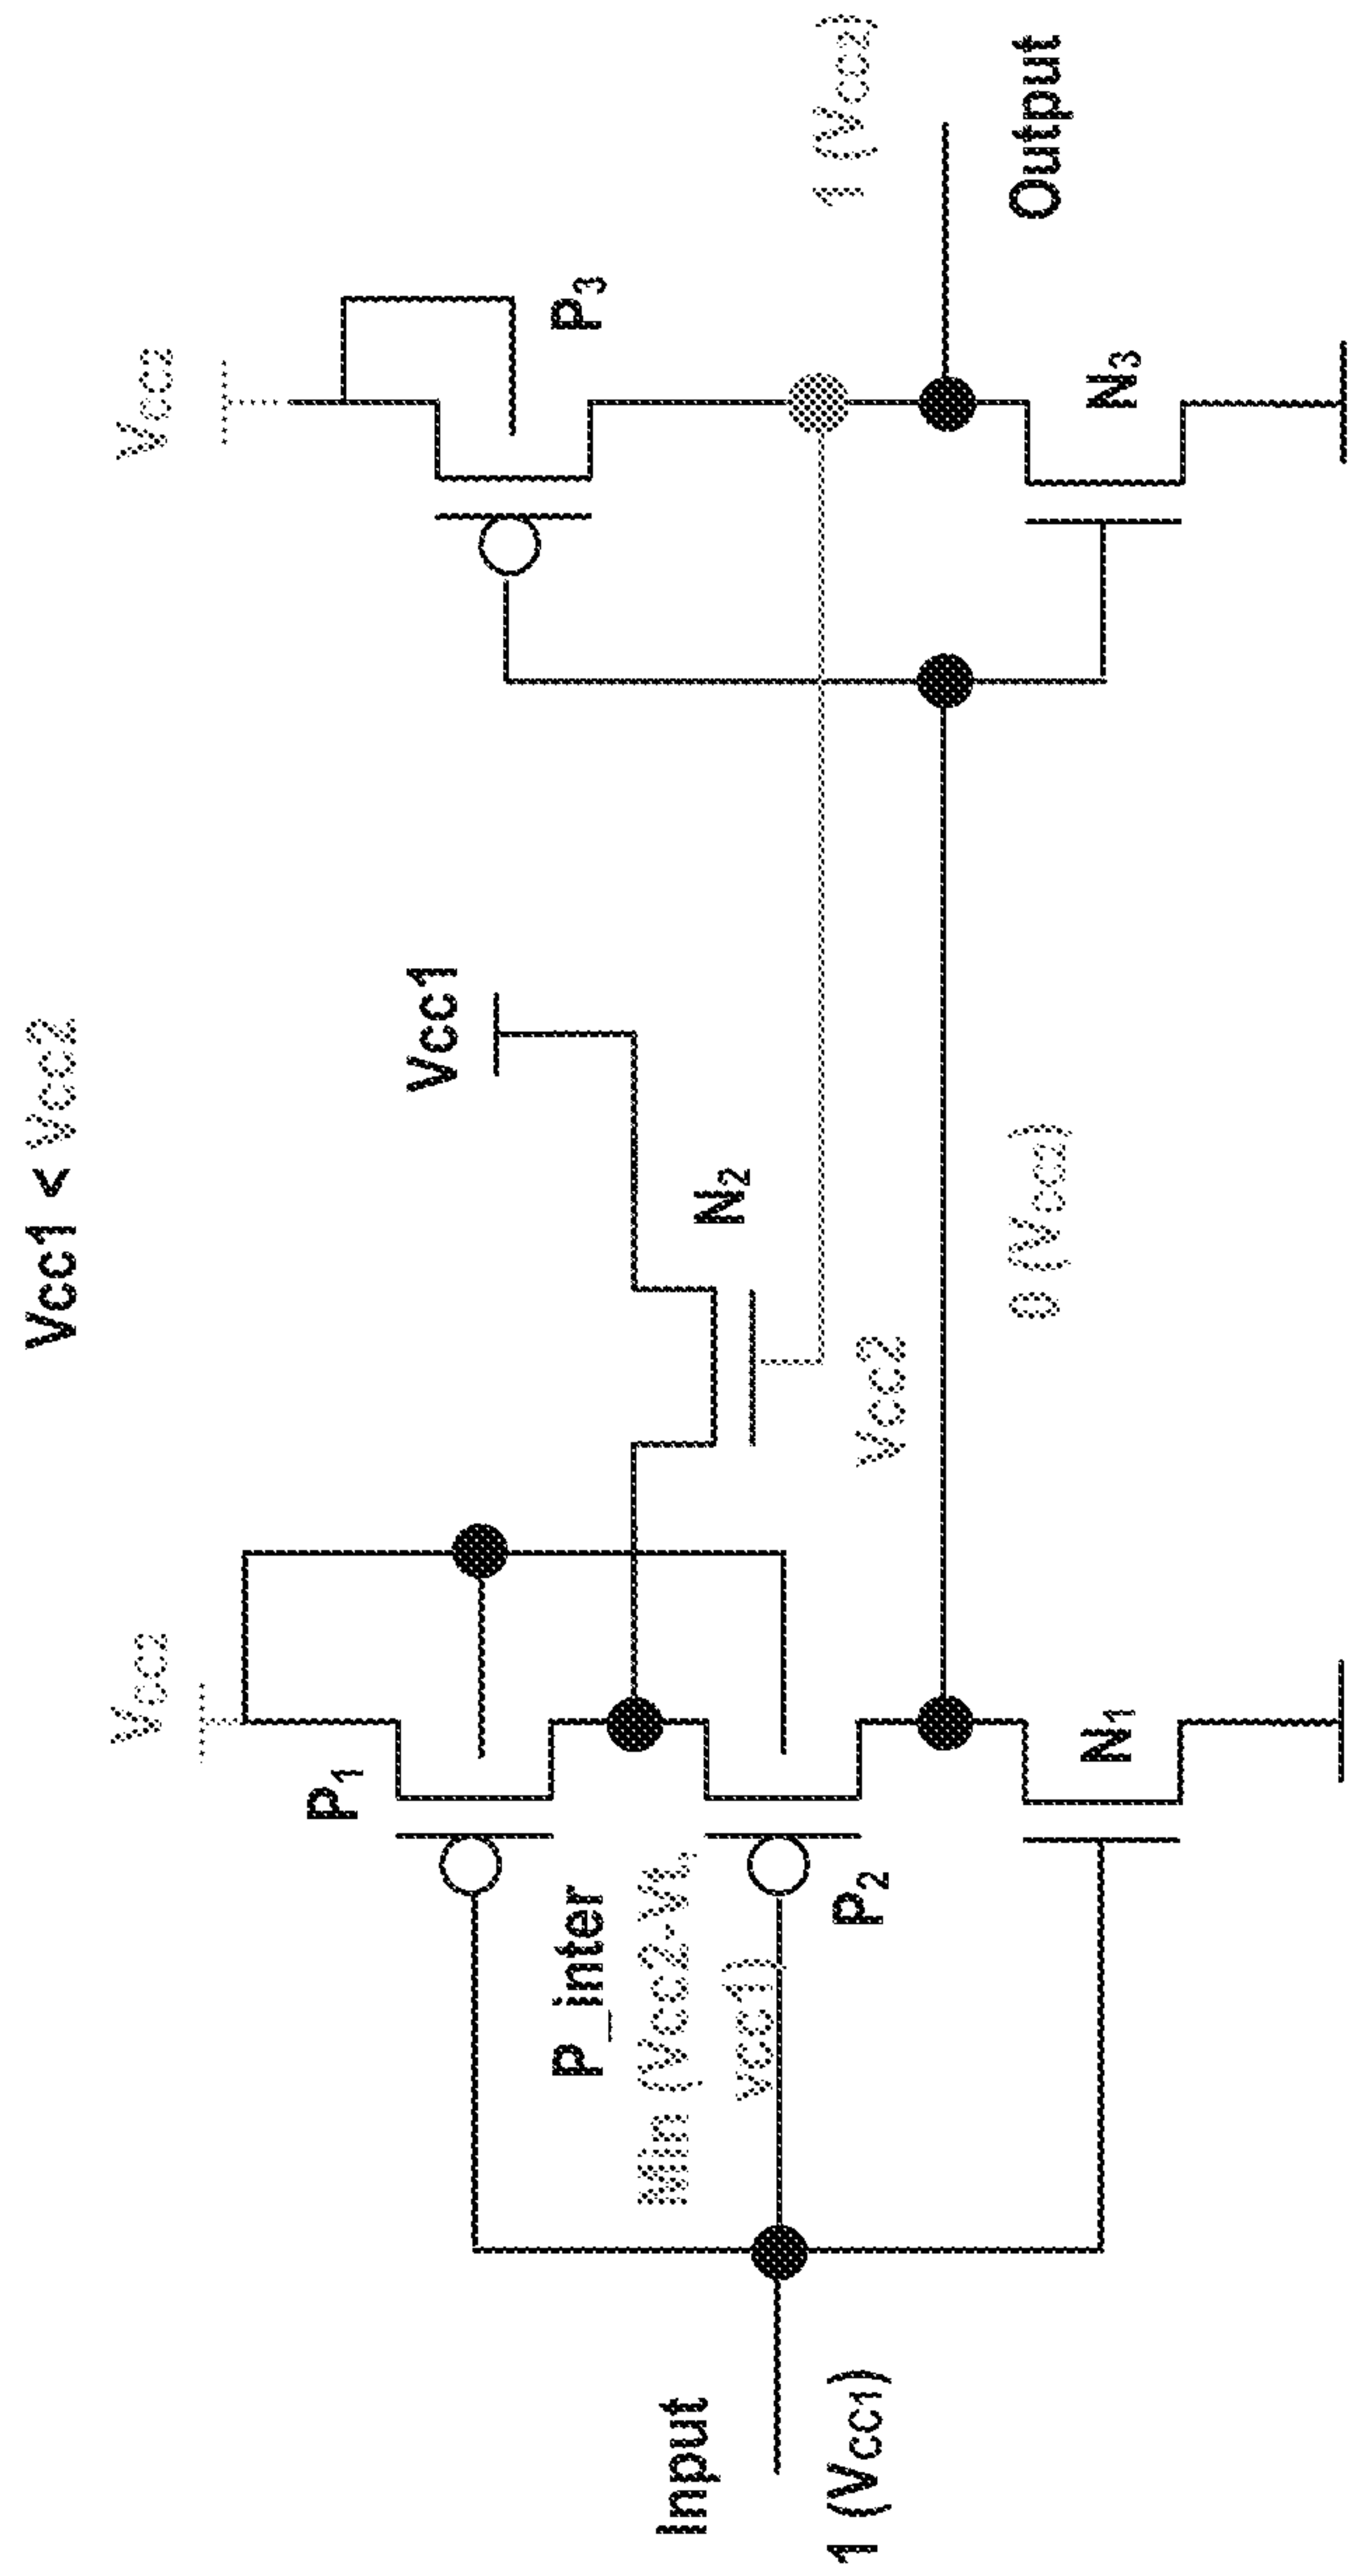 Vcc1 < Vcc2
Vcc2
Vcc2
P1
P3
Vcc1
P_inter
Min (Vcc2-Vt,
vcc1)
N2
P2
Vcc2
1 (Vcc2)
Input
1 (Vcc1)
0 (Vcc2)
Output
N1
N3